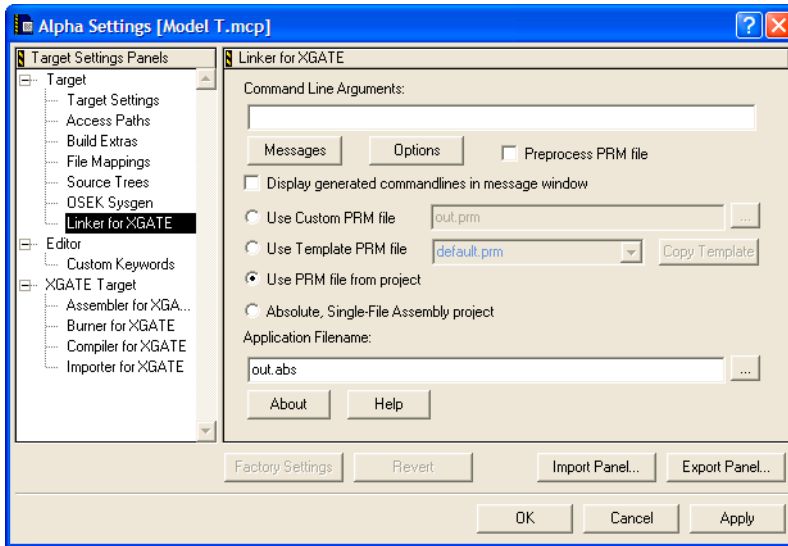 Alpha Settings [Model T.mcp]
Target Settings Panels
Target
Target Settings
Access Paths
Build Extras
File Mappings
Source Trees
OSEK Sysgen
Linker for XGATE
Editor
Custom Keywords
XGATE Target
Assembler for XGA...
Burner for XGATE
Compiler for XGATE
Importer for XGATE
Linker for XGATE
Command Line Arguments:
Messages Options Preprocess PRM file
Display generated commandlines in message window
Use Custom PRM file out.prm ...
Use Template PRM file default.prm Copy Template
Use PRM file from project
Absolute, Single-File Assembly project
Application Filename:
out.abs ...
About Help
Factory Settings Revert Import Panel... Export Panel...
OK Cancel Apply